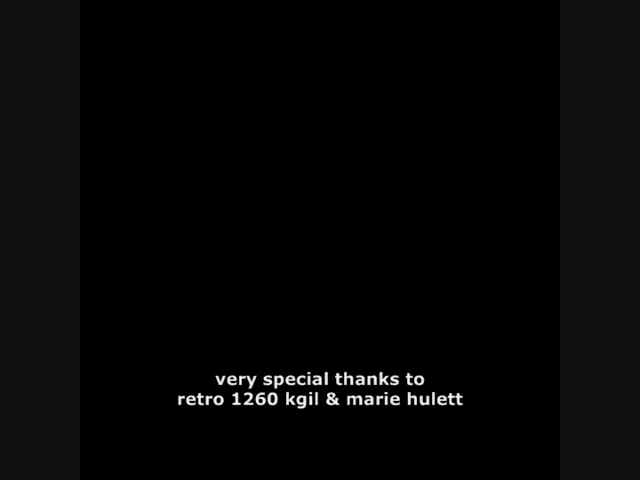 very special thanks to
retro 1260 kgil & marie hulett